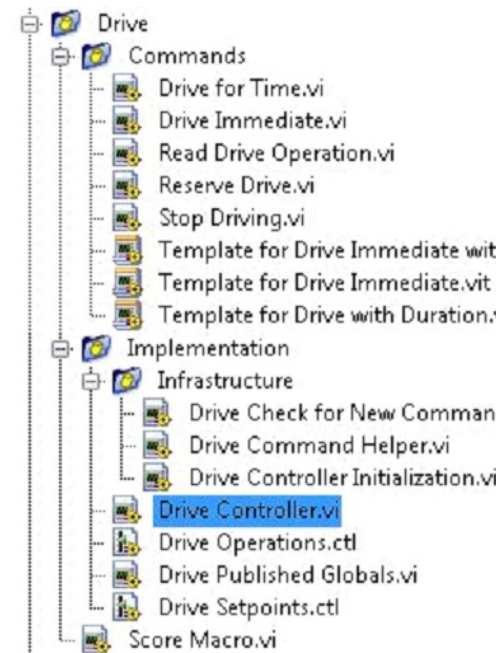 Drive
Commands
Drive for Time.vi
Drive Immediate.vi
Read Drive Operation.vi
Reserve Drive.vi
Stop Driving.vi
Template for Drive Immediate wit
Template for Drive Immediate.vit
Template for Drive with Duration.v
Implementation
Infrastructure
Drive Check for New Comman
Drive Command Helper.vi
Drive Controller Initialization.vi
Drive Controller.vi
Drive Operations.ctl
Drive Published Globals.vi
Drive Setpoints.ctl
Score Macro.vi